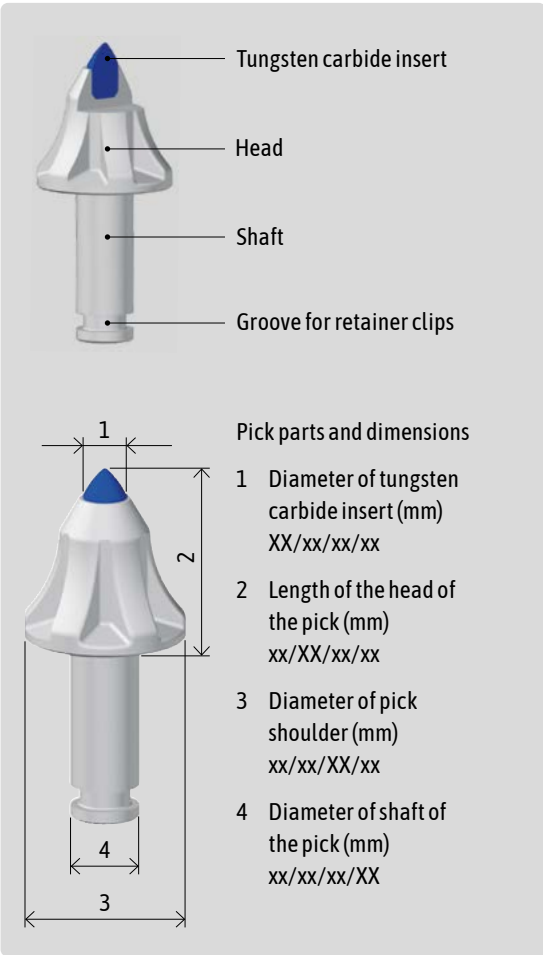 Tungsten carbide insert
Head
Shaft
Groove for retainer clips
1
2
4
3
Pick parts and dimensions
1 Diameter of tungsten
carbide insert (mm)
XX/xx/xx/xx
2 Length of the head of
the pick (mm)
xx/XX/xx/xx
3 Diameter of pick
shoulder (mm)
xx/xx/XX/xx
4 Diameter of shaft of
the pick (mm)
xx/xx/xx/XX